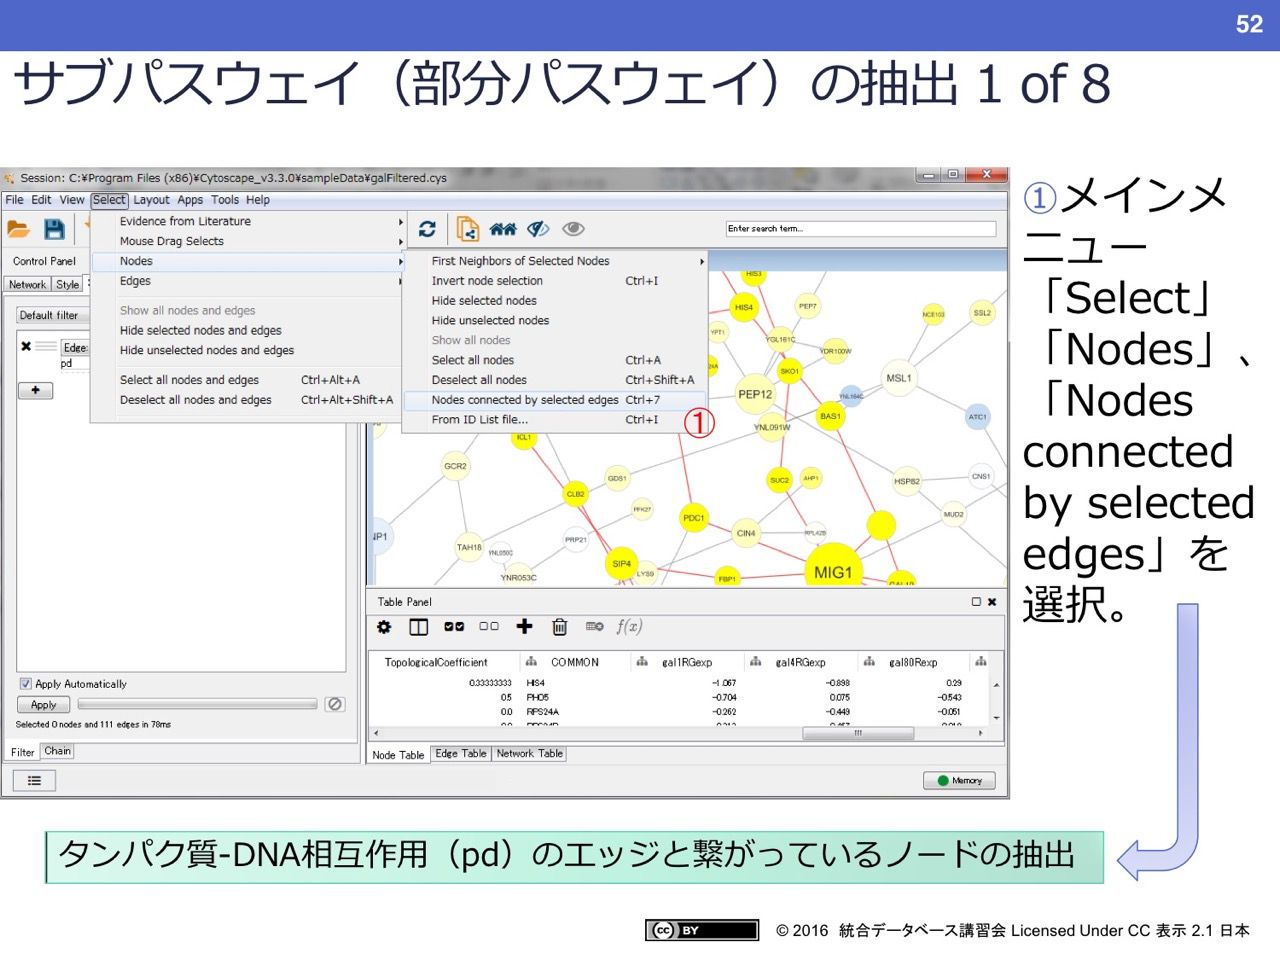 52
サブパスウェイ（部分パスウェイ）の抽出 1 of 8
Session: C:¥Program Files (x86)¥Cytoscape_v3.3.0¥sampleData¥galFiltered.cys
File Edit View Select Layout Apps Tools Help
Evidence from Literature
Mouse Drag Selects
Nodes
Edges
Show all nodes and edges
Hide selected nodes and edges
Hide unselected nodes and edges
Select all nodes and edges Ctrl+Alt+A
Deselect all nodes and edges Ctrl+Alt+Shift+A
First Neighbors of Selected Nodes
Invert node selection Ctrl+I
Hide selected nodes
Hide unselected nodes
Show all nodes
Select all nodes Ctrl+A
Deselect all nodes Ctrl+Shift+A
Nodes connected by selected edges Ctrl+7
From ID List file... Ctrl+I
①
Enter search term...
Control Panel
Network Style
Default filter
Edge:
pd
HIS3
HIS4
PEP7
NCE103
SSL2
YPT1
YGL161C
YDR100W
SKO1
MSL1
PEP12
YNL164C
BAS1
ATC1
YNL091W
ICL1
GCR2
GDS1
SUC2
AHP1
HSP82
CNS1
CLB2
PFK27
PDC1
MUD2
NP1
TAH18
YNL050C
PRP21
CIN4
RPL42B
YNR053C
SIP4
LYS9
FBP1
MIG1
Table Panel
f(x)
TopologicalCoefficient COMMON gal1RGexp gal4RGexp gal80Rexp
0.33333333 HIS4 -1.067 -0.898 0.29
0.5 PHO5 -0.704 0.075 -0.543
0.0 RPS24A -0.262 -0.449 -0.051
Apply Automatically
Apply
Selected 0 nodes and 111 edges in 78ms
Filter Chain
Node Table Edge Table Network Table
Memory
①メインメ
ニュー
「Select」
「Nodes」、
「Nodes
connected
by selected
edges」を
選択。
タンパク質-DNA相互作用（pd）のエッジと繋がっているノードの抽出
cc BY
© 2016 統合データベース講習会 Licensed Under CC 表示 2.1 日本